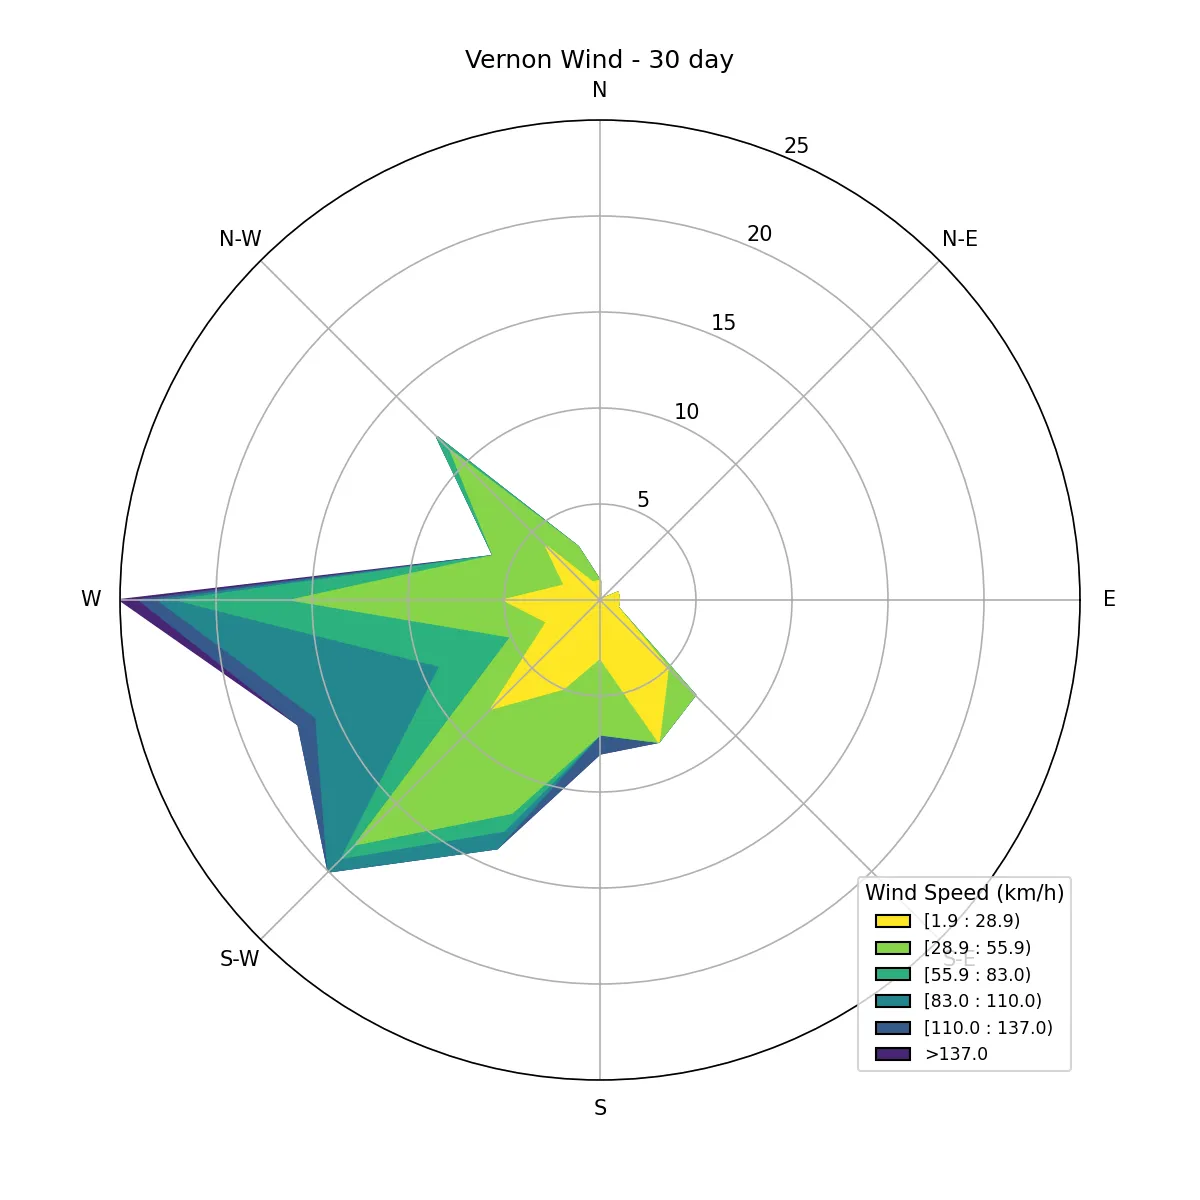 Vernon Wind - 30 day
N
25
N-W
N-E
20
15
10
5
W
E
S-W
S-E
S
Wind Speed (km/h)
[1.9 : 28.9)
[28.9 : 55.9)
[55.9 : 83.0)
[83.0 : 110.0)
[110.0 : 137.0)
>137.0